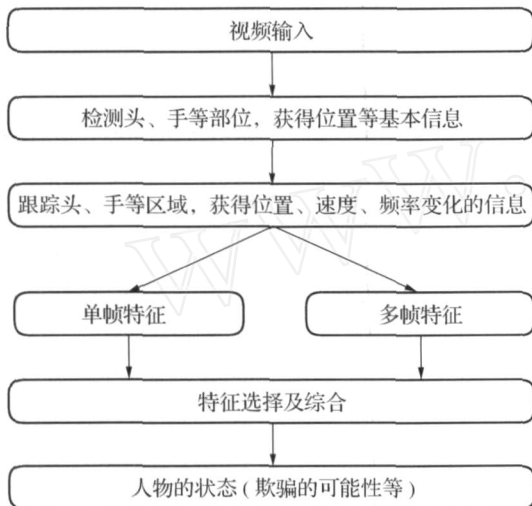 视频输入
检测头、手等部位，获得位置等基本信息
跟踪头、手等区域，获得位置、速度、频率变化的信息
单帧特征
多帧特征
特征选择及综合
人物的状态(欺骗的可能性等)
WWW.